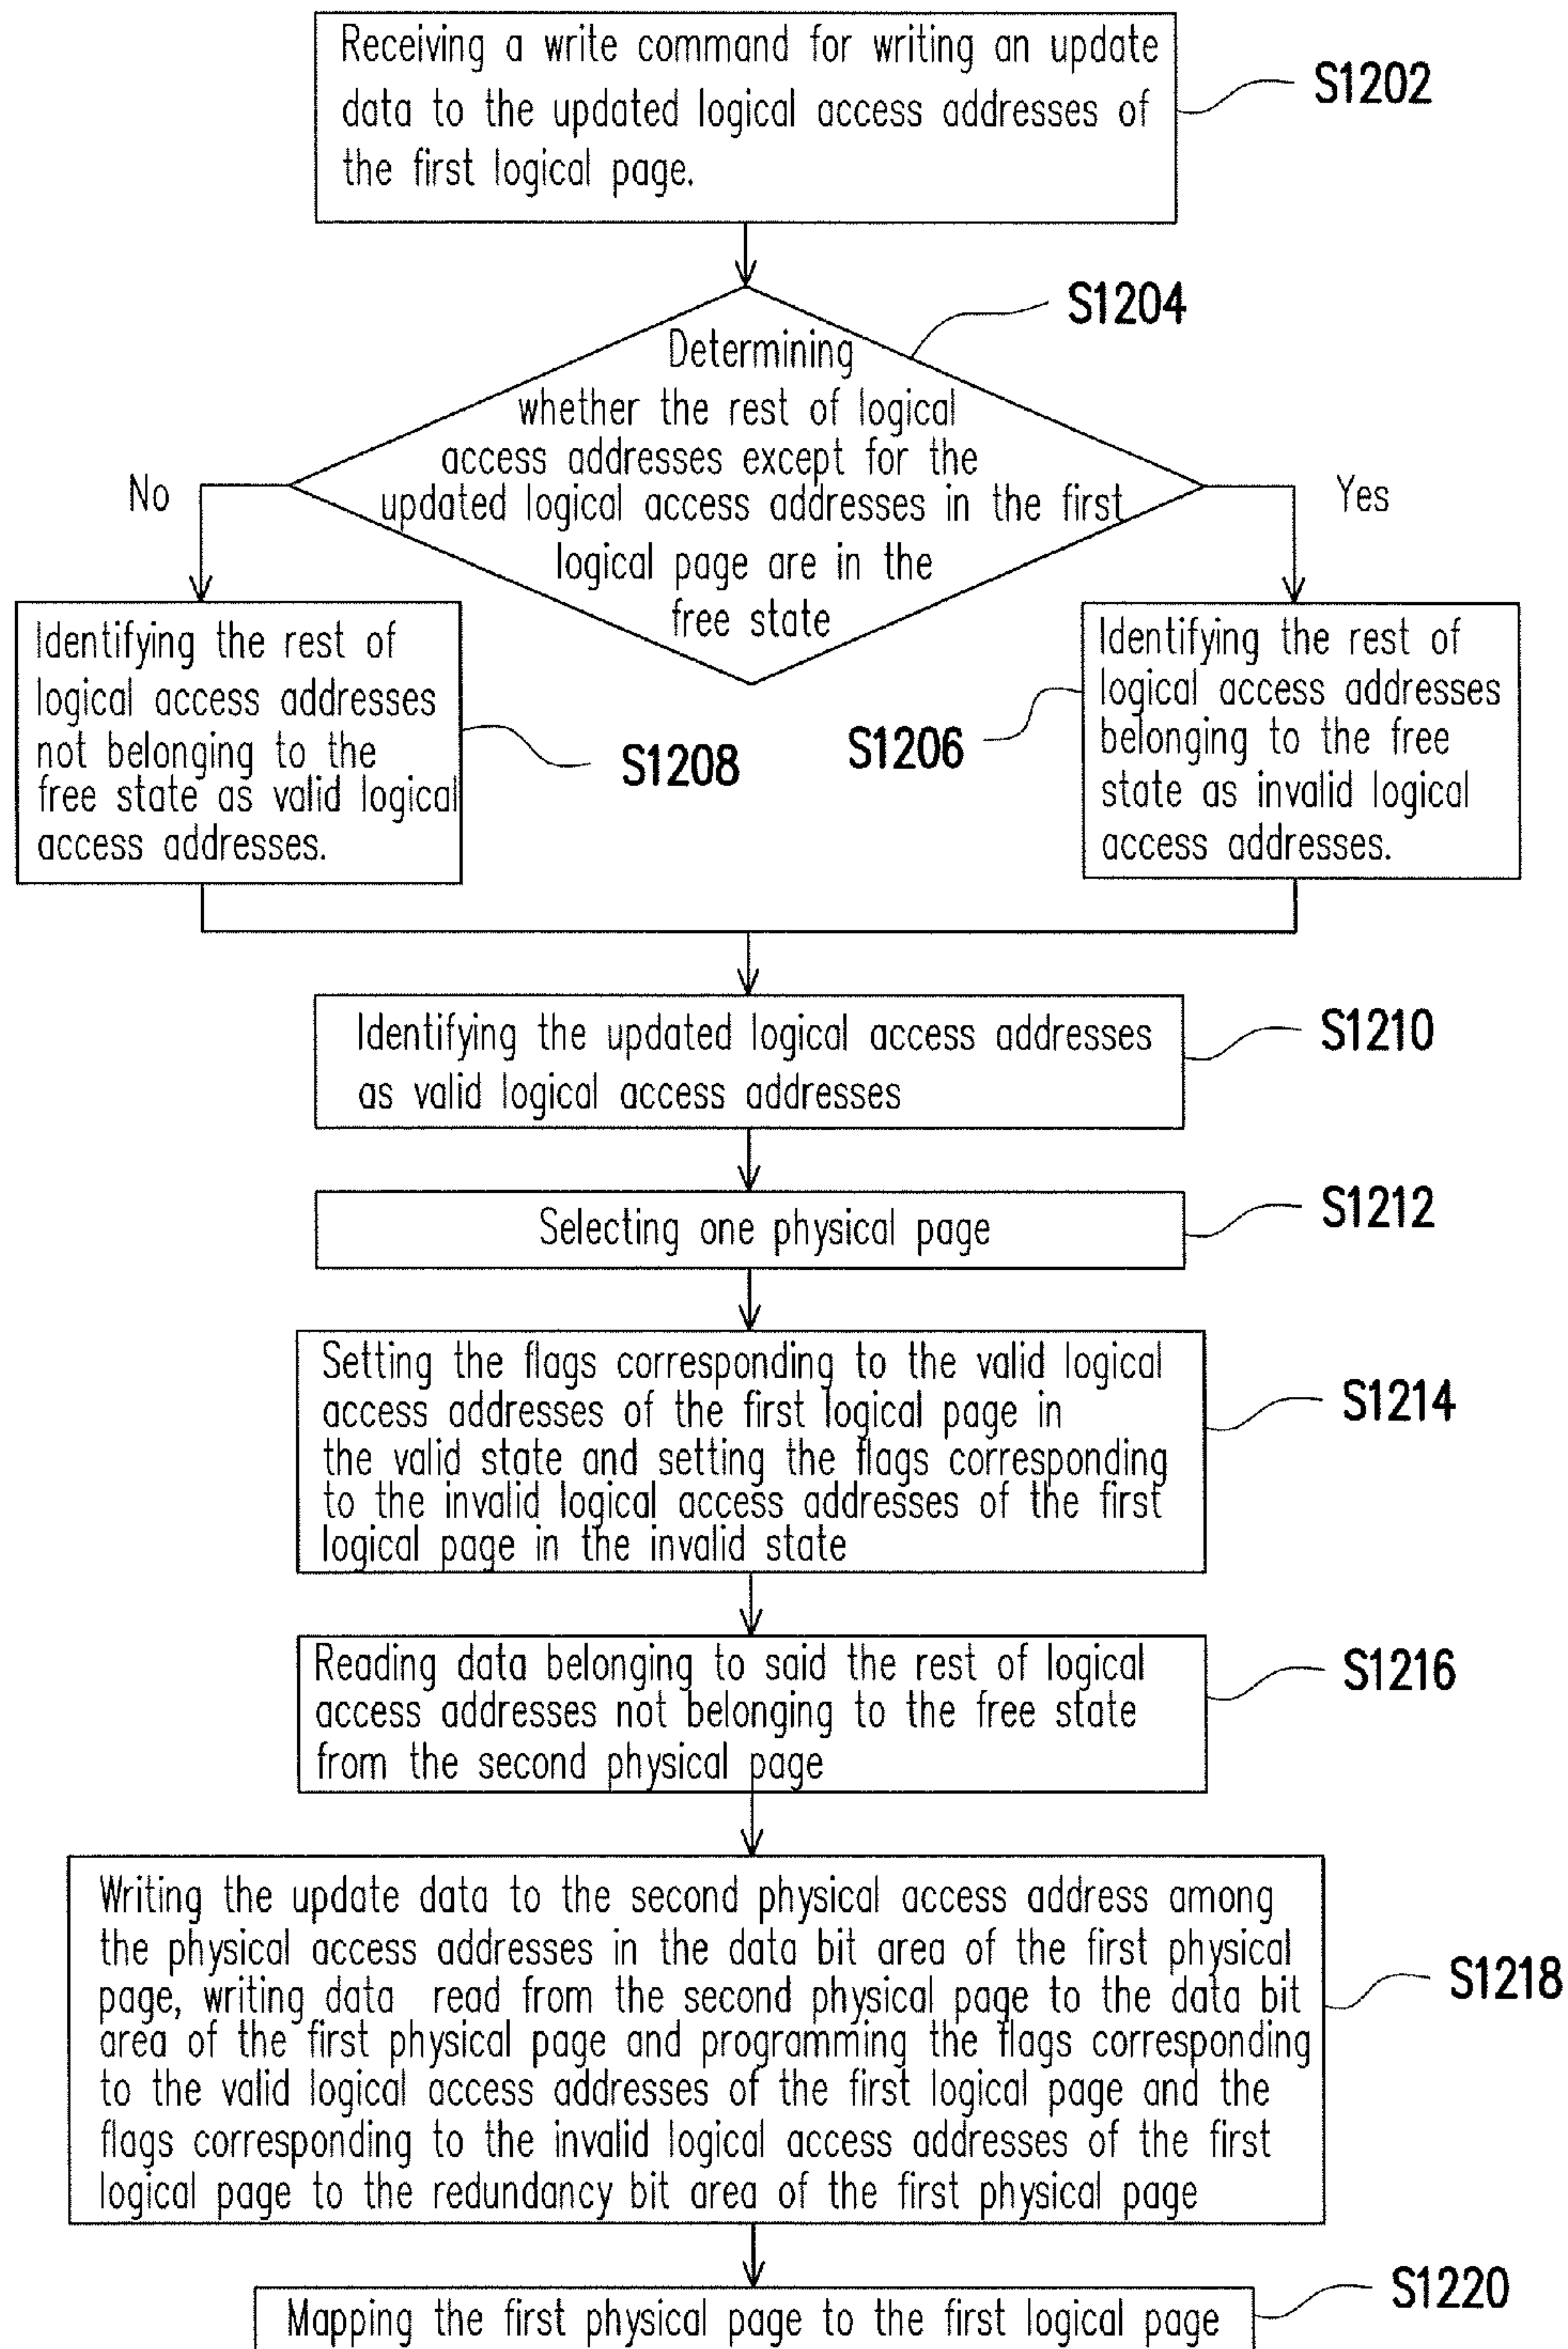 Receiving a write command for writing an update
data to the updated logical access addresses of
the first logical page.
S1202
S1204
Determining
whether the rest of logical
access addresses except for the
updated logical access addresses in the first
logical page are in the
free state
No
Yes
Identifying the rest of
logical access addresses
not belonging to the
free state as valid logical
access addresses.
S1208
S1206
Identifying the rest of
logical access addresses
belonging to the free
state as invalid logical
access addresses.
Identifying the updated logical access addresses
as valid logical access addresses
S1210
Selecting one physical page
S1212
Setting the flags corresponding to the valid logical
access addresses of the first logical page in
the valid state and setting the flags corresponding
to the invalid logical access addresses of the first
logical page in the invalid state
S1214
Reading data belonging to said the rest of logical
access addresses not belonging to the free state
from the second physical page
S1216
Writing the update data to the second physical access address among
the physical access addresses in the data bit area of the first physical
page, writing data read from the second physical page to the data bit
area of the first physical page and programming the flags corresponding
to the valid logical access addresses of the first logical page and the
flags corresponding to the invalid logical access addresses of the first
logical page to the redundancy bit area of the first physical page
S1218
Mapping the first physical page to the first logical page
S1220